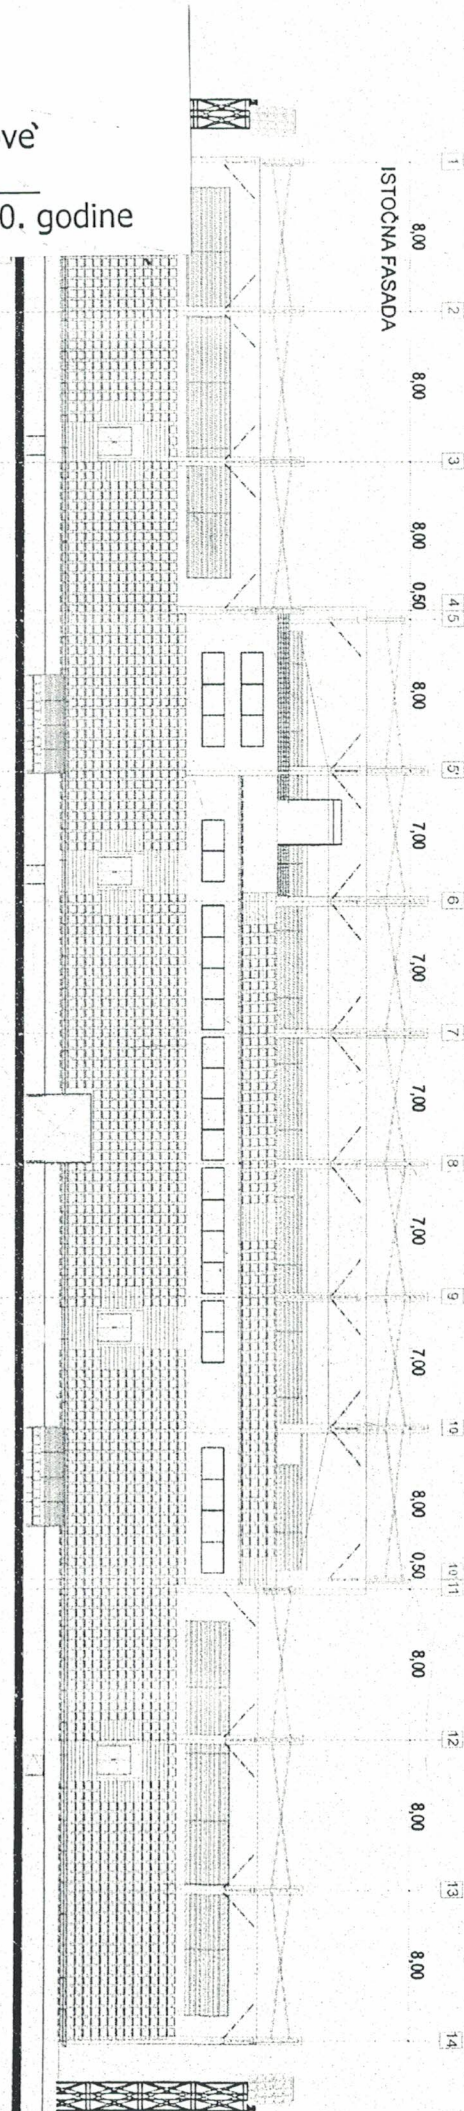 ove
0. godine
ISTOČNA FASADA
8,00 8,00 8,00 0,50 8,00 7,00 7,00 7,00 7,00 7,00 8,00 0,50 8,00 8,00 8,00
1 2 3 4 5 5' 6 7 8 9 10 10' 11 12 13 14